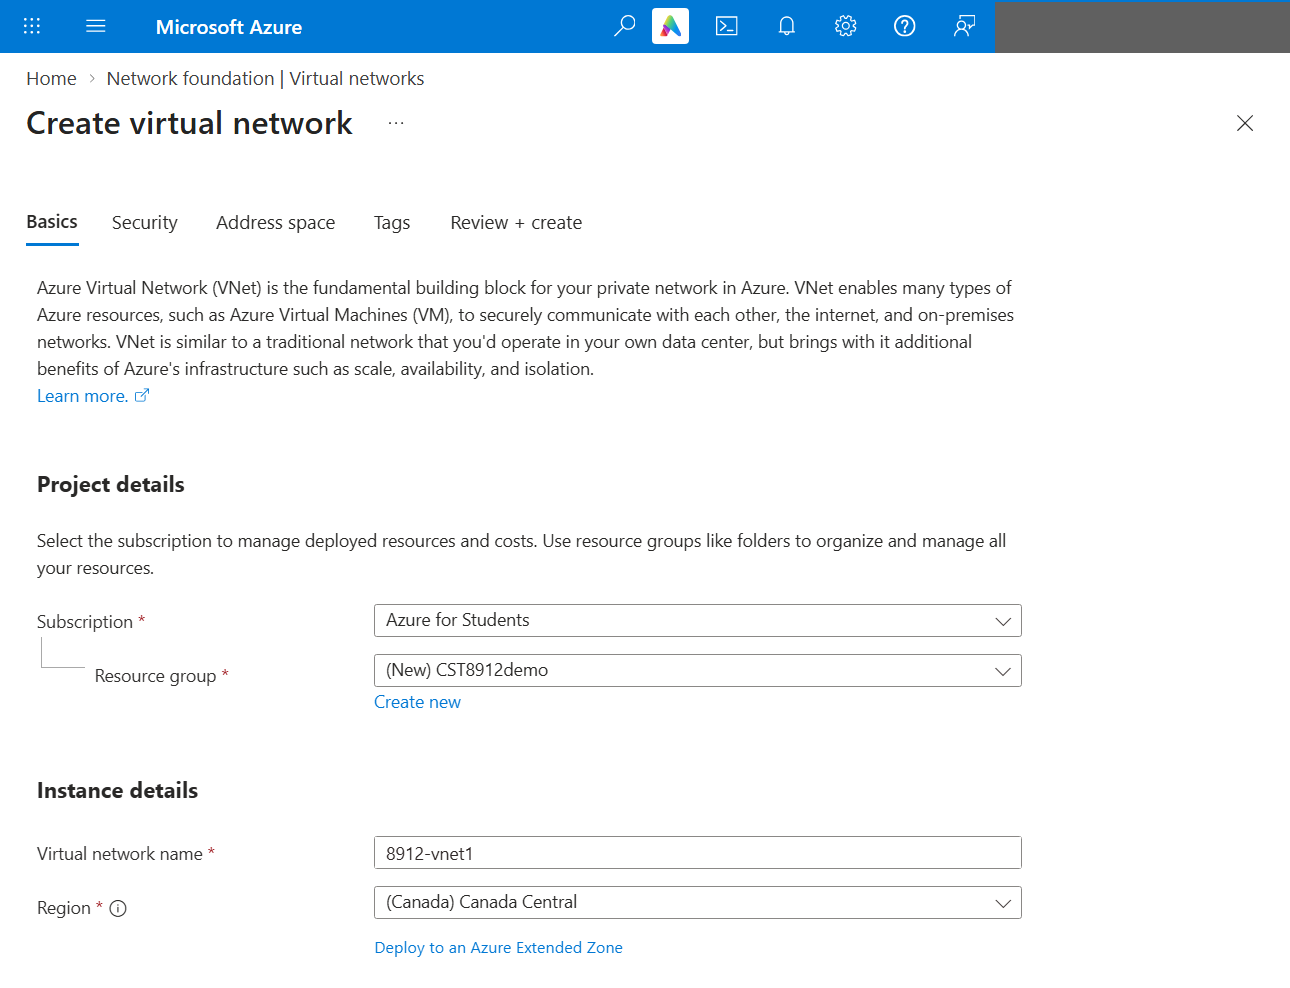 Microsoft Azure
Home > Network foundation | Virtual networks
Create virtual network ...
Basics Security Address space Tags Review + create
Azure Virtual Network (VNet) is the fundamental building block for your private network in Azure. VNet enables many types of
Azure resources, such as Azure Virtual Machines (VM), to securely communicate with each other, the internet, and on-premises
networks. VNet is similar to a traditional network that you'd operate in your own data center, but brings with it additional
benefits of Azure's infrastructure such as scale, availability, and isolation.
Learn more.
Project details
Select the subscription to manage deployed resources and costs. Use resource groups like folders to organize and manage all
your resources.
Subscription * Azure for Students
Resource group * (New) CST8912demo
Create new
Instance details
Virtual network name * 8912-vnet1
Region * (Canada) Canada Central
Deploy to an Azure Extended Zone